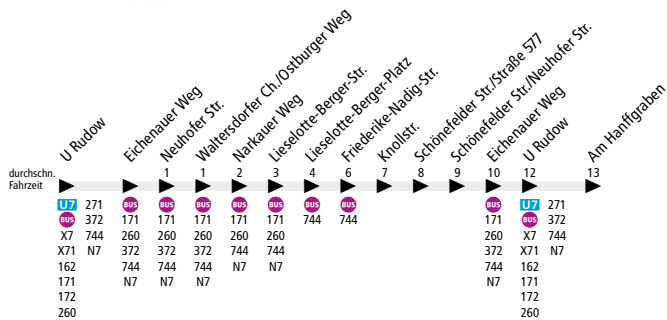 U Rudow
Eichenauer Weg
Neuhofer Str.
Waltersdorfer Ch./Ostburger Weg
Narkauer Weg
Lieselotte-Berger-Str.
Lieselotte-Berger-Platz
Friederike-Nadig-Str.
Knollstr.
Schönefelder Str./Straße 577
Schönefelder Str./Neuhofer Str.
Eichenauer Weg
U Rudow
Am Hanffgraben
durchschn. 1 1 2 3 4 6 7 8 9 10 12 13
Fahrzeit
U7 271 BUS BUS BUS BUS BUS BUS BUS BUS U7 271
BUS 372 171 171 171 171 171 744 744 171 BUS 372
X7 744 260 260 260 260 260 260 X7 744
X71 N7 372 372 372 744 744 372 X71 N7
162 744 744 744 N7 N7 744 162
171 N7 N7 N7 N7 171
172 172
260 260